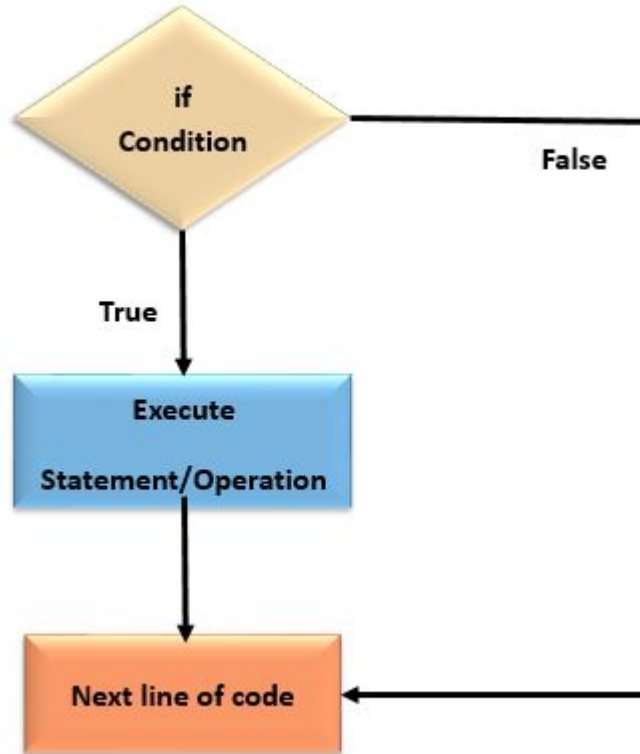 if
Condition
False
True
Execute
Statement/Operation
Next line of code